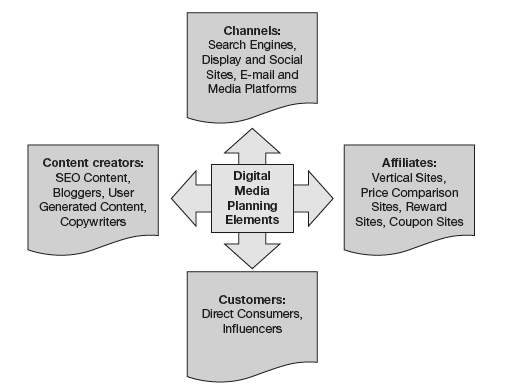 Channels:
Search Engines,
Display and Social
Sites, E-mail and
Media Platforms
Content creators:
SEO Content,
Bloggers, User
Generated Content,
Copywriters
Digital
Media
Planning
Elements
Affiliates:
Vertical Sites,
Price Comparison
Sites, Reward
Sites, Coupon Sites
Customers:
Direct Consumers,
Influencers